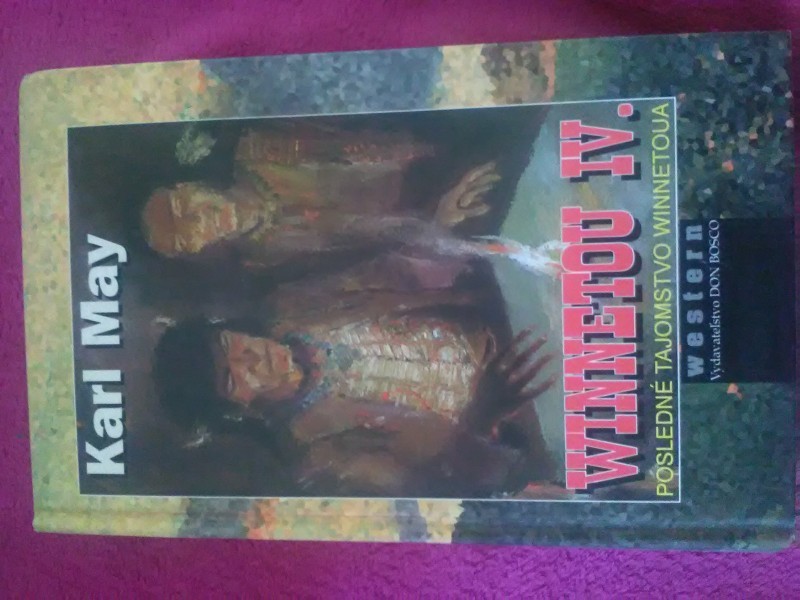 Karl May
WINNETOU IV.
POSLEDNÉ TAJOMSTVO WINNETOUA
western
Vydavateľstvo DON BOSCO